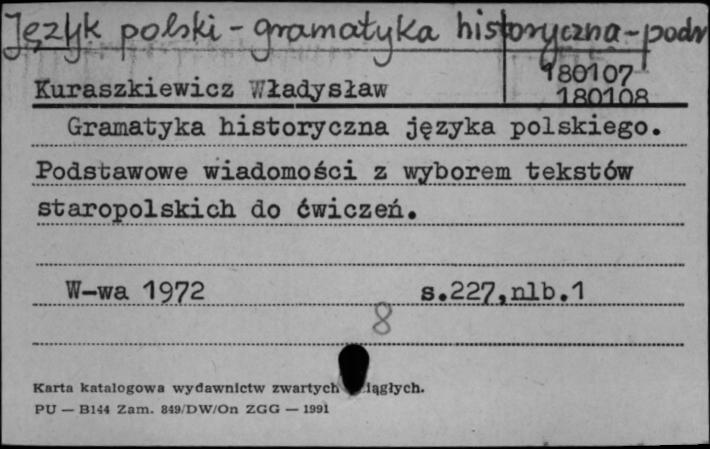 Język polski - gramatyka historyczna - podr
180107
Kuraszkiewicz Władysław
180108
Gramatyka historyczna języka polskiego.
Podstawowe wiadomości z wyborem tekstów
staropolskich do ćwiczeń.
W-wa 1972 s.227,nlb.1
8
Karta katalogowa wydawnictw zwartych iągłych.
PU — B144 Zam. 849/DW/On ZGG — 1991